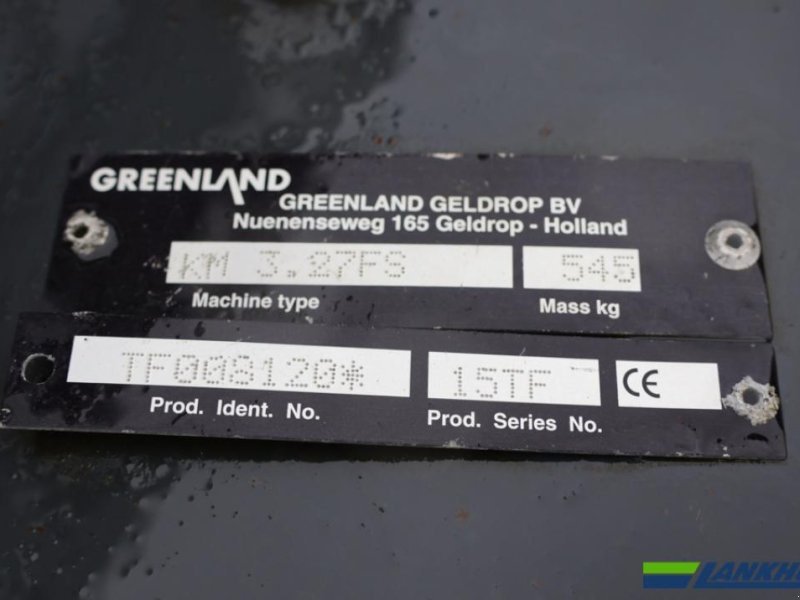 GREENLAND
GREENLAND GELDROP BV
Nuenenseweg 165 Geldrop - Holland
KM 3.27FS 545
Machine type Mass kg
TF008120* 15TF CE
Prod. Ident. No. Prod. Series No.